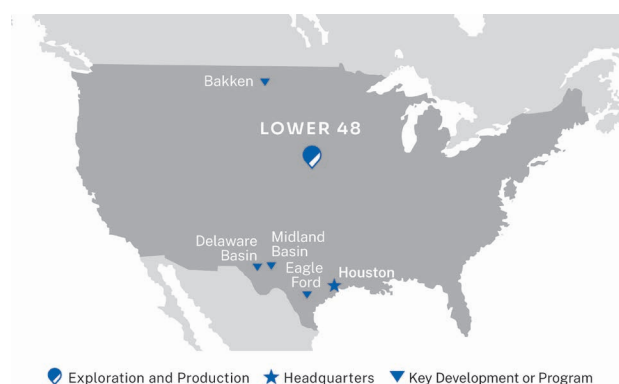 Bakken
LOWER 48
Delaware
Basin
Midland
Basin
Eagle
Ford
Houston
Exploration and Production
Headquarters
Key Development or Program